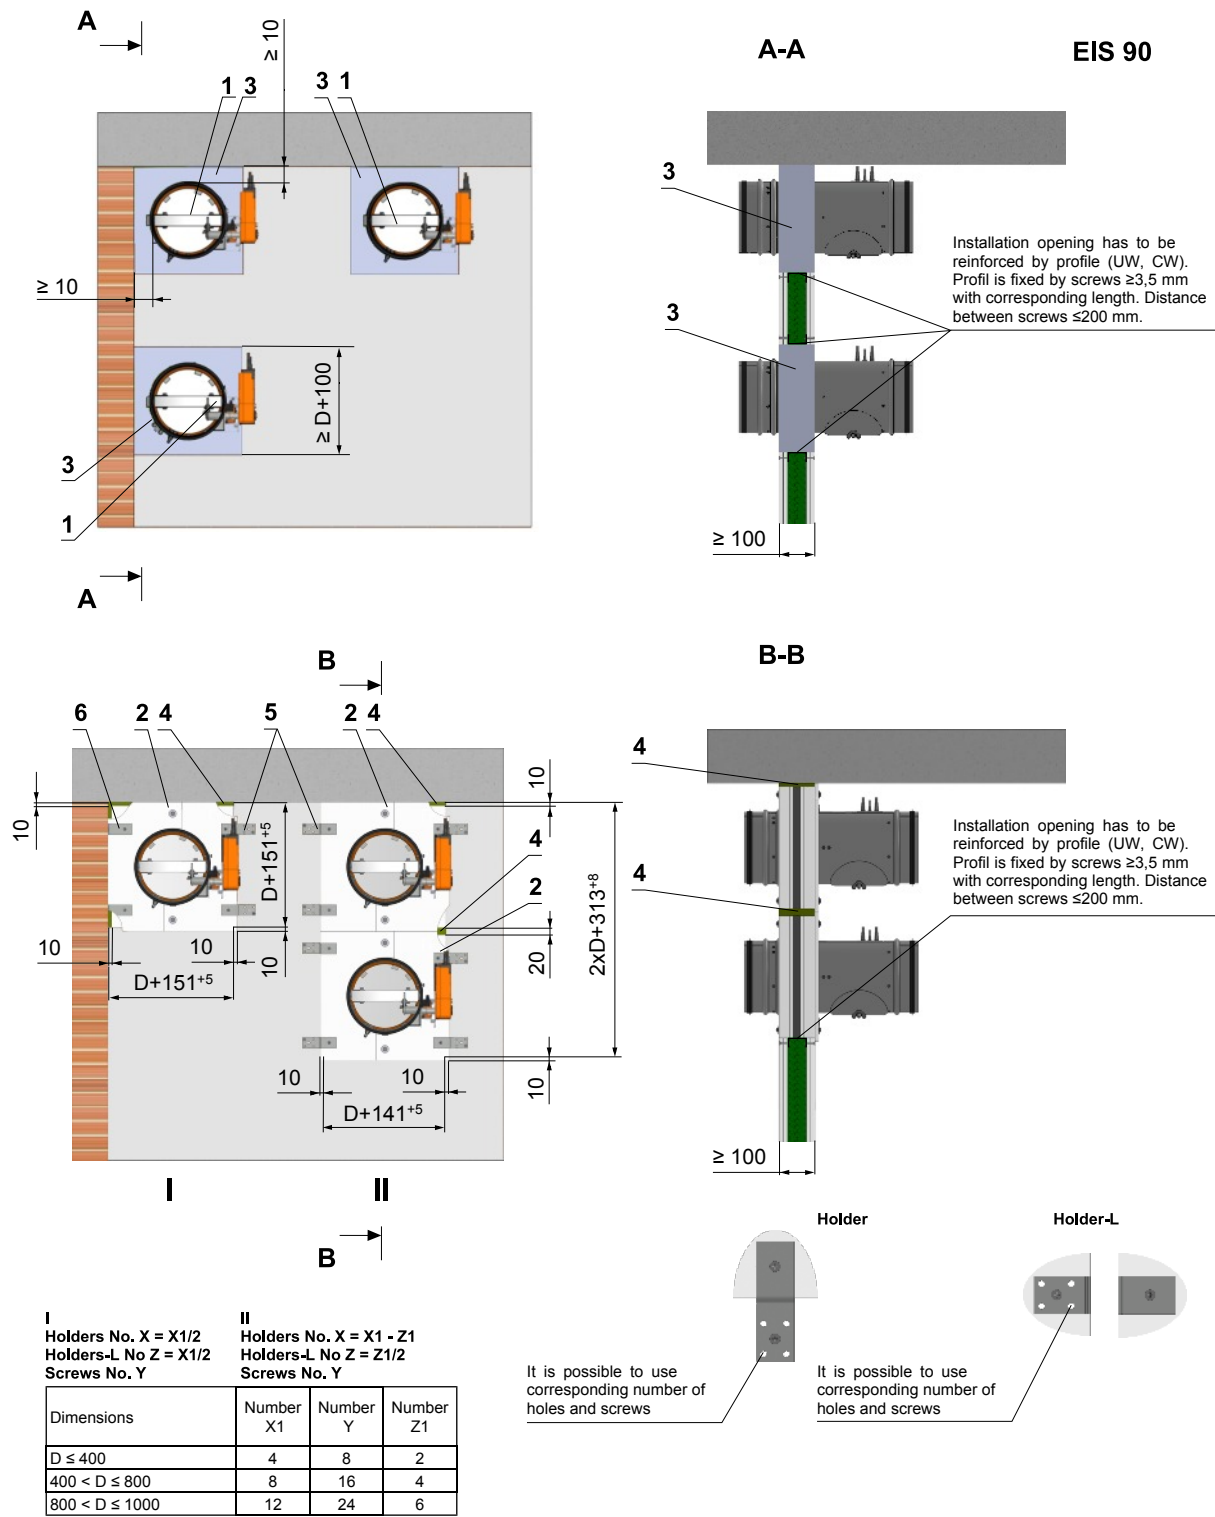 A
≥ 10
A-A
EIS 90
1 3
3 1
3
≥ 10
≥ D+100
3
1
A
3
Installation opening has to be
reinforced by profile (UW, CW).
Profil is fixed by screws ≥3,5 mm
with corresponding length. Distance
between screws ≤200 mm.
≥ 100
B
B-B
6
2 4
5
2 4
10
10
D+151+5
10
10
10
D+151+5
4
2
20
2xD+313+8
10
10
10
D+141+5
I
II
B
4
4
Installation opening has to be
reinforced by profile (UW, CW).
Profil is fixed by screws ≥3,5 mm
with corresponding length. Distance
between screws ≤200 mm.
≥ 100
Holder
Holder-L
It is possible to use
corresponding number of
holes and screws
It is possible to use
corresponding number of
holes and screws
I
Holders No. X = X1/2
Holders-L No Z = X1/2
Screws No. Y
II
Holders No. X = X1 - Z1
Holders-L No Z = Z1/2
Screws No. Y
Dimensions
Number
X1
Number
Y
Number
Z1
D ≤ 400 4 8 2
400 < D ≤ 800 8 16 4
800 < D ≤ 1000 12 24 6